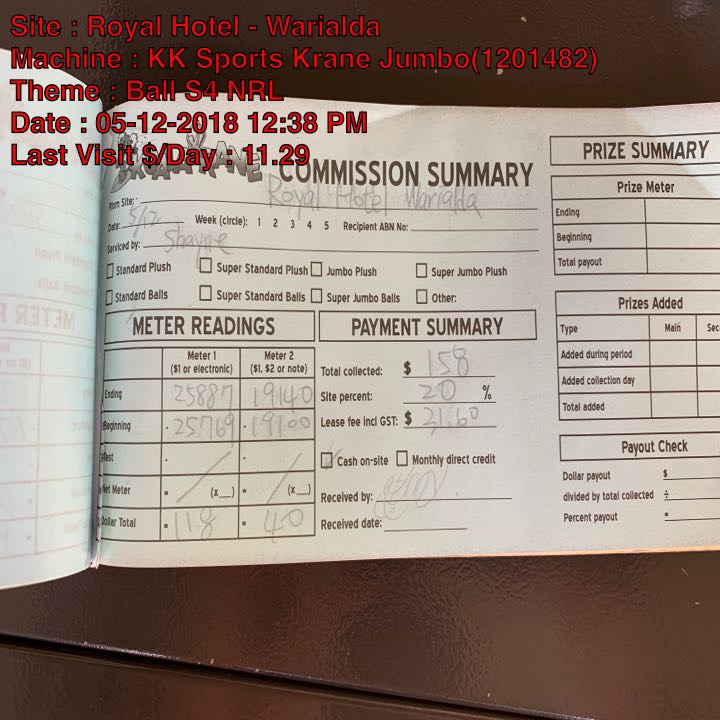 Site : Royal Hotel - Warialda
Machine : KK Sports Krane Jumbo(1201482)
Theme : Ball S4 NRL
Date : 05-12-2018 12:38 PM
Last Visit $/Day : 11.29
COMMISSION SUMMARY
From Site: Royal Hotel Warialda
Date: 5/12 Week (circle): 1 2 3 4 5 Recipient ABN No:
Serviced by: Shayne
Standard Plush Super Standard Plush Jumbo Plush Super Jumbo Plush
Standard Balls Super Standard Balls Super Jumbo Balls Other:
METER READINGS
Meter 1 Meter 2
($1 or electronic) ($1, $2 or note)
Ending 25887 19140
Beginning - 25769 - 19100
Test - -
Net Meter = (x__) = (x__)
Dollar Total = 118 = 40
PAYMENT SUMMARY
Total collected: $ 158
Site percent: 20 %
Lease fee incl GST: $ 31.60
Cash on-site Monthly direct credit
Received by:
Received date:
PRIZE SUMMARY
Prize Meter
Ending
Beginning
Total payout
Prizes Added
Type Main Sec
Added during period
Added collection day
Total added
Payout Check
Dollar payout $
divided by total collected ÷
Percent payout =